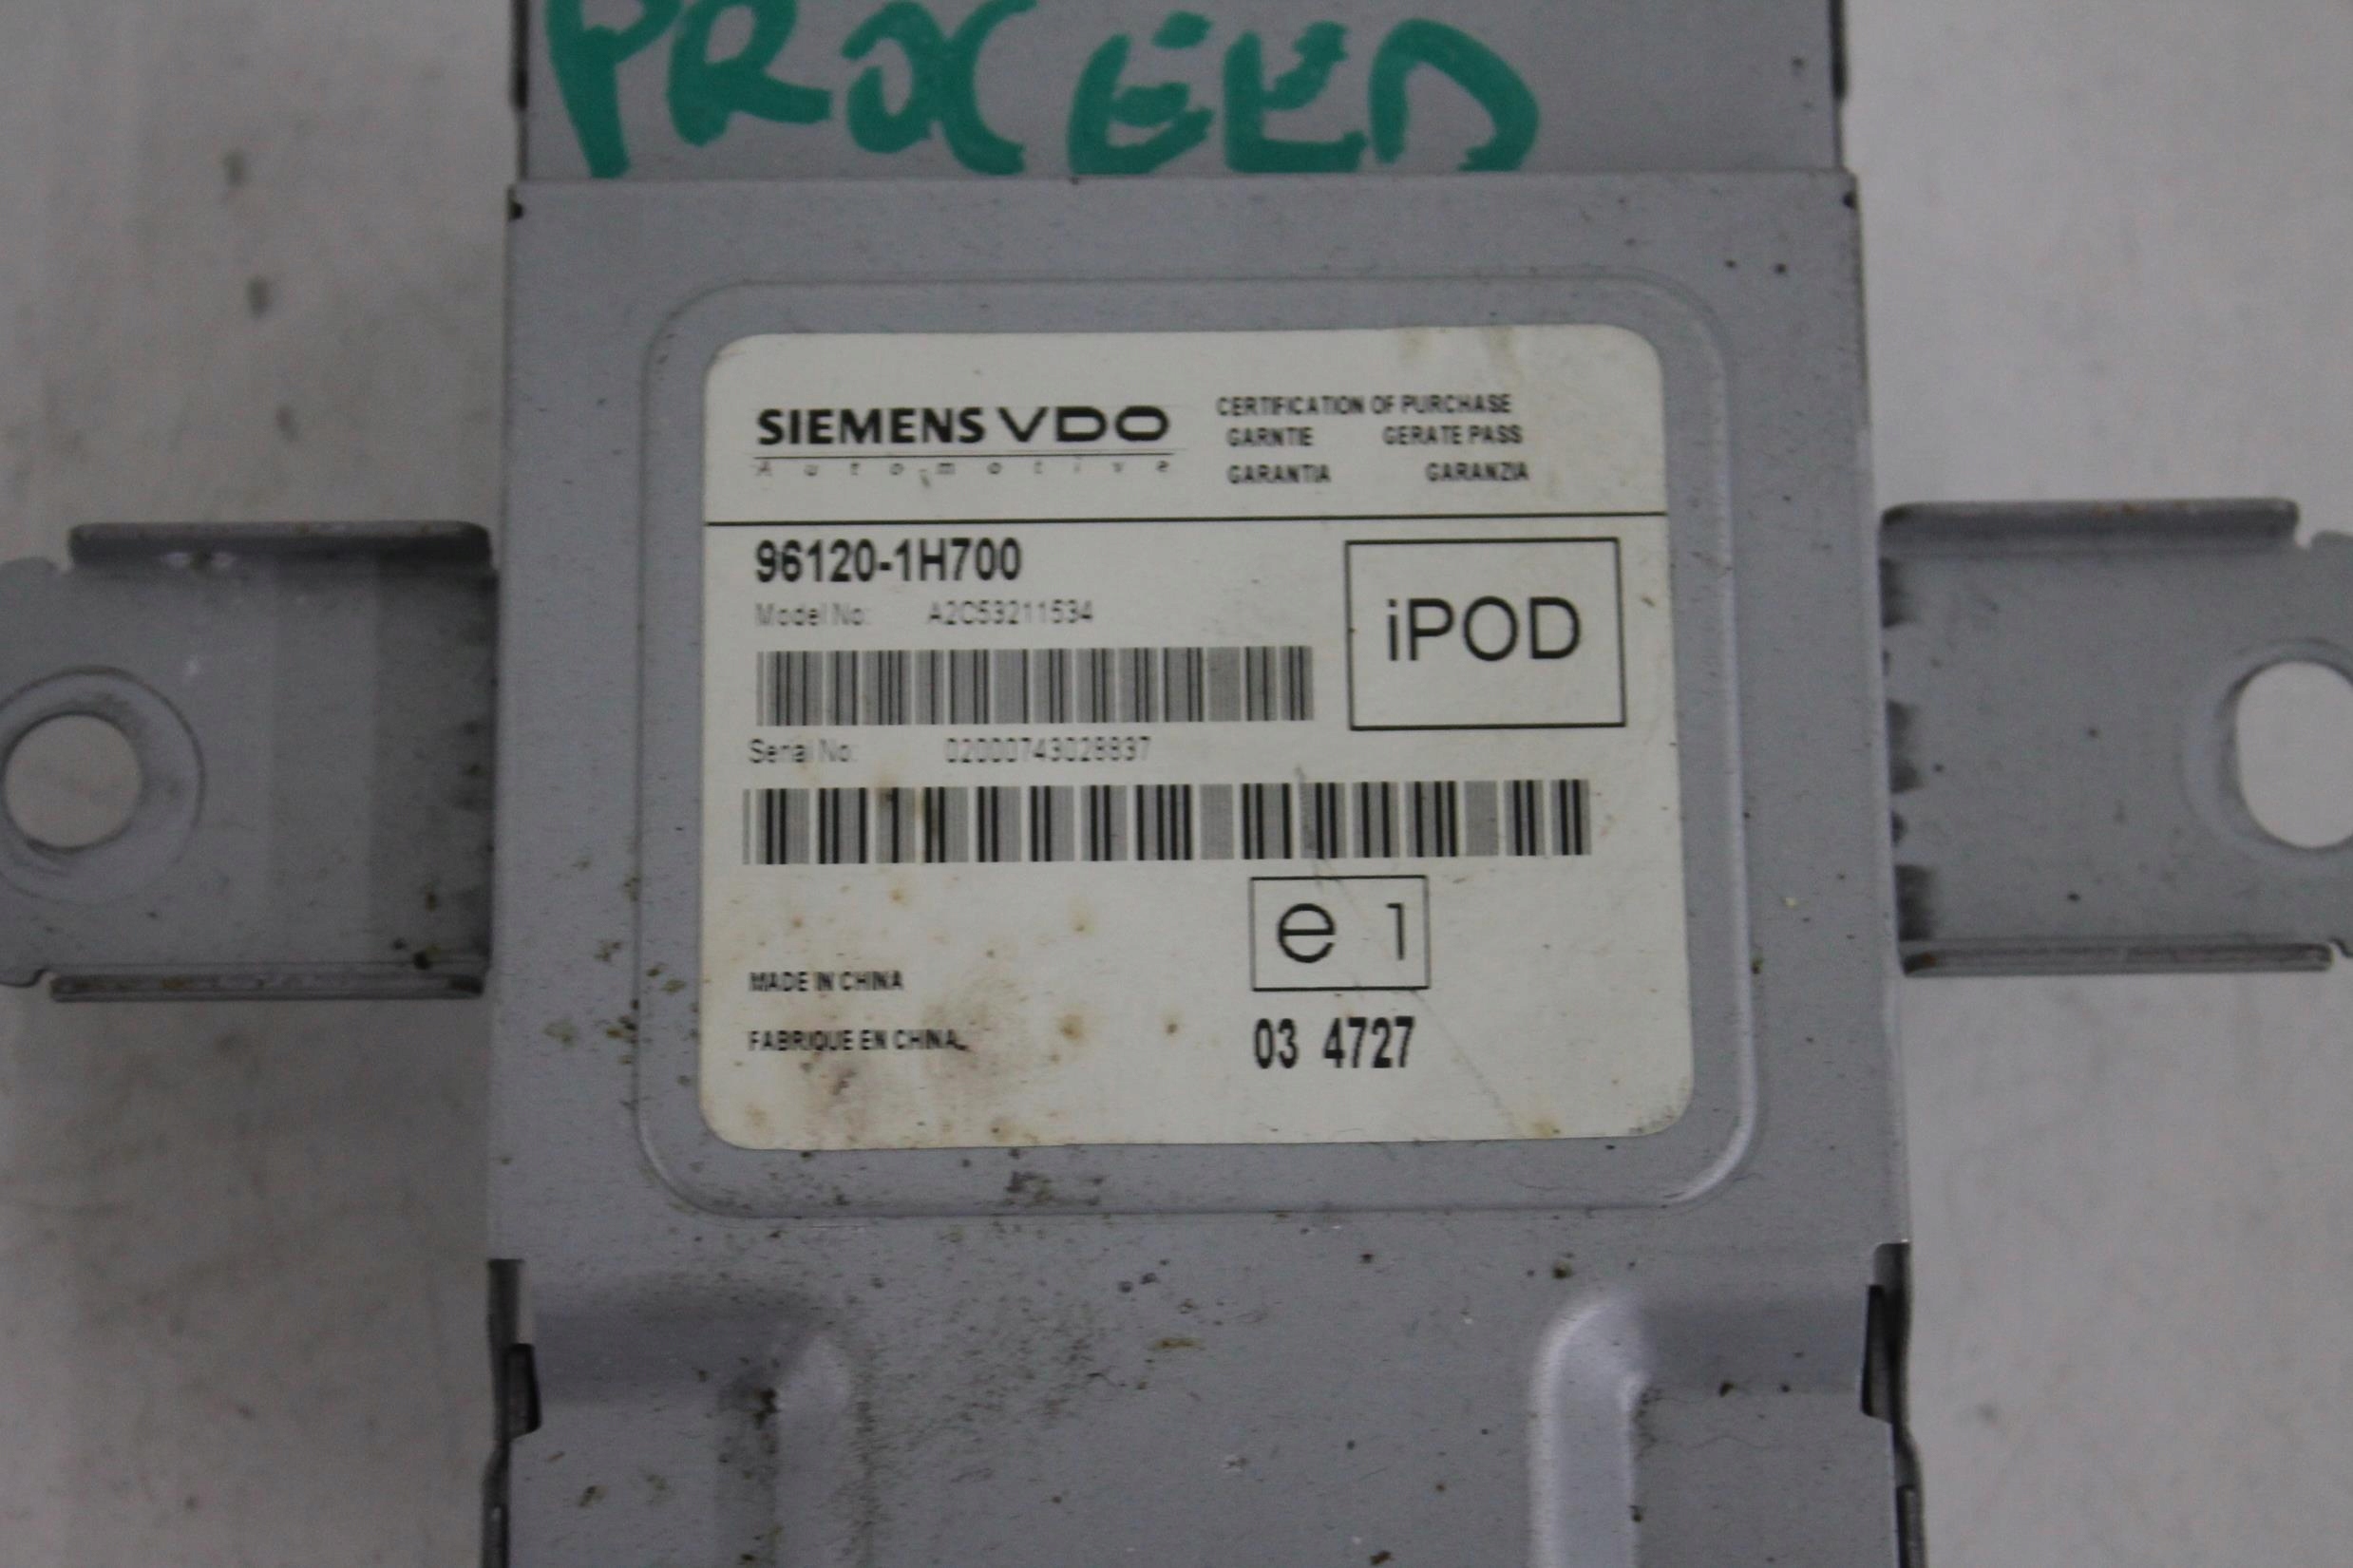 PROCEED
SIEMENS VDO
Automotive
CERTIFICATION OF PURCHASE
GARNTIE GERATE PASS
GARANTIA GARANZIA
96120-1H700
iPOD
Model No: A2C53211534
Serial No: 02000743028837
e 1
MADE IN CHINA
FABRIQUE EN CHINA
03 4727